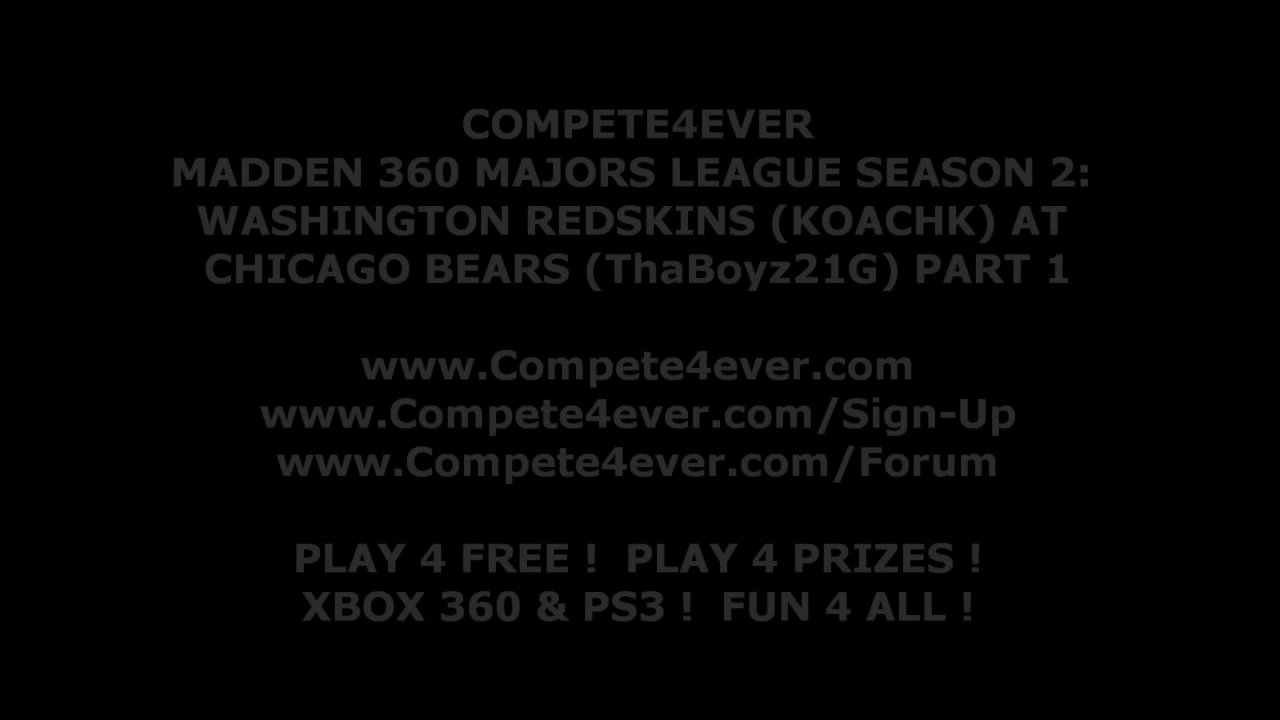 COMPETE4EVER
MADDEN 360 MAJORS LEAGUE SEASON 2:
WASHINGTON REDSKINS (KOACHK) AT
CHICAGO BEARS (ThaBoyz21G) PART 1
www.Compete4ever.com
www.Compete4ever.com/Sign-Up
www.Compete4ever.com/Forum
PLAY 4 FREE !  PLAY 4 PRIZES !
XBOX 360 & PS3 !  FUN 4 ALL !